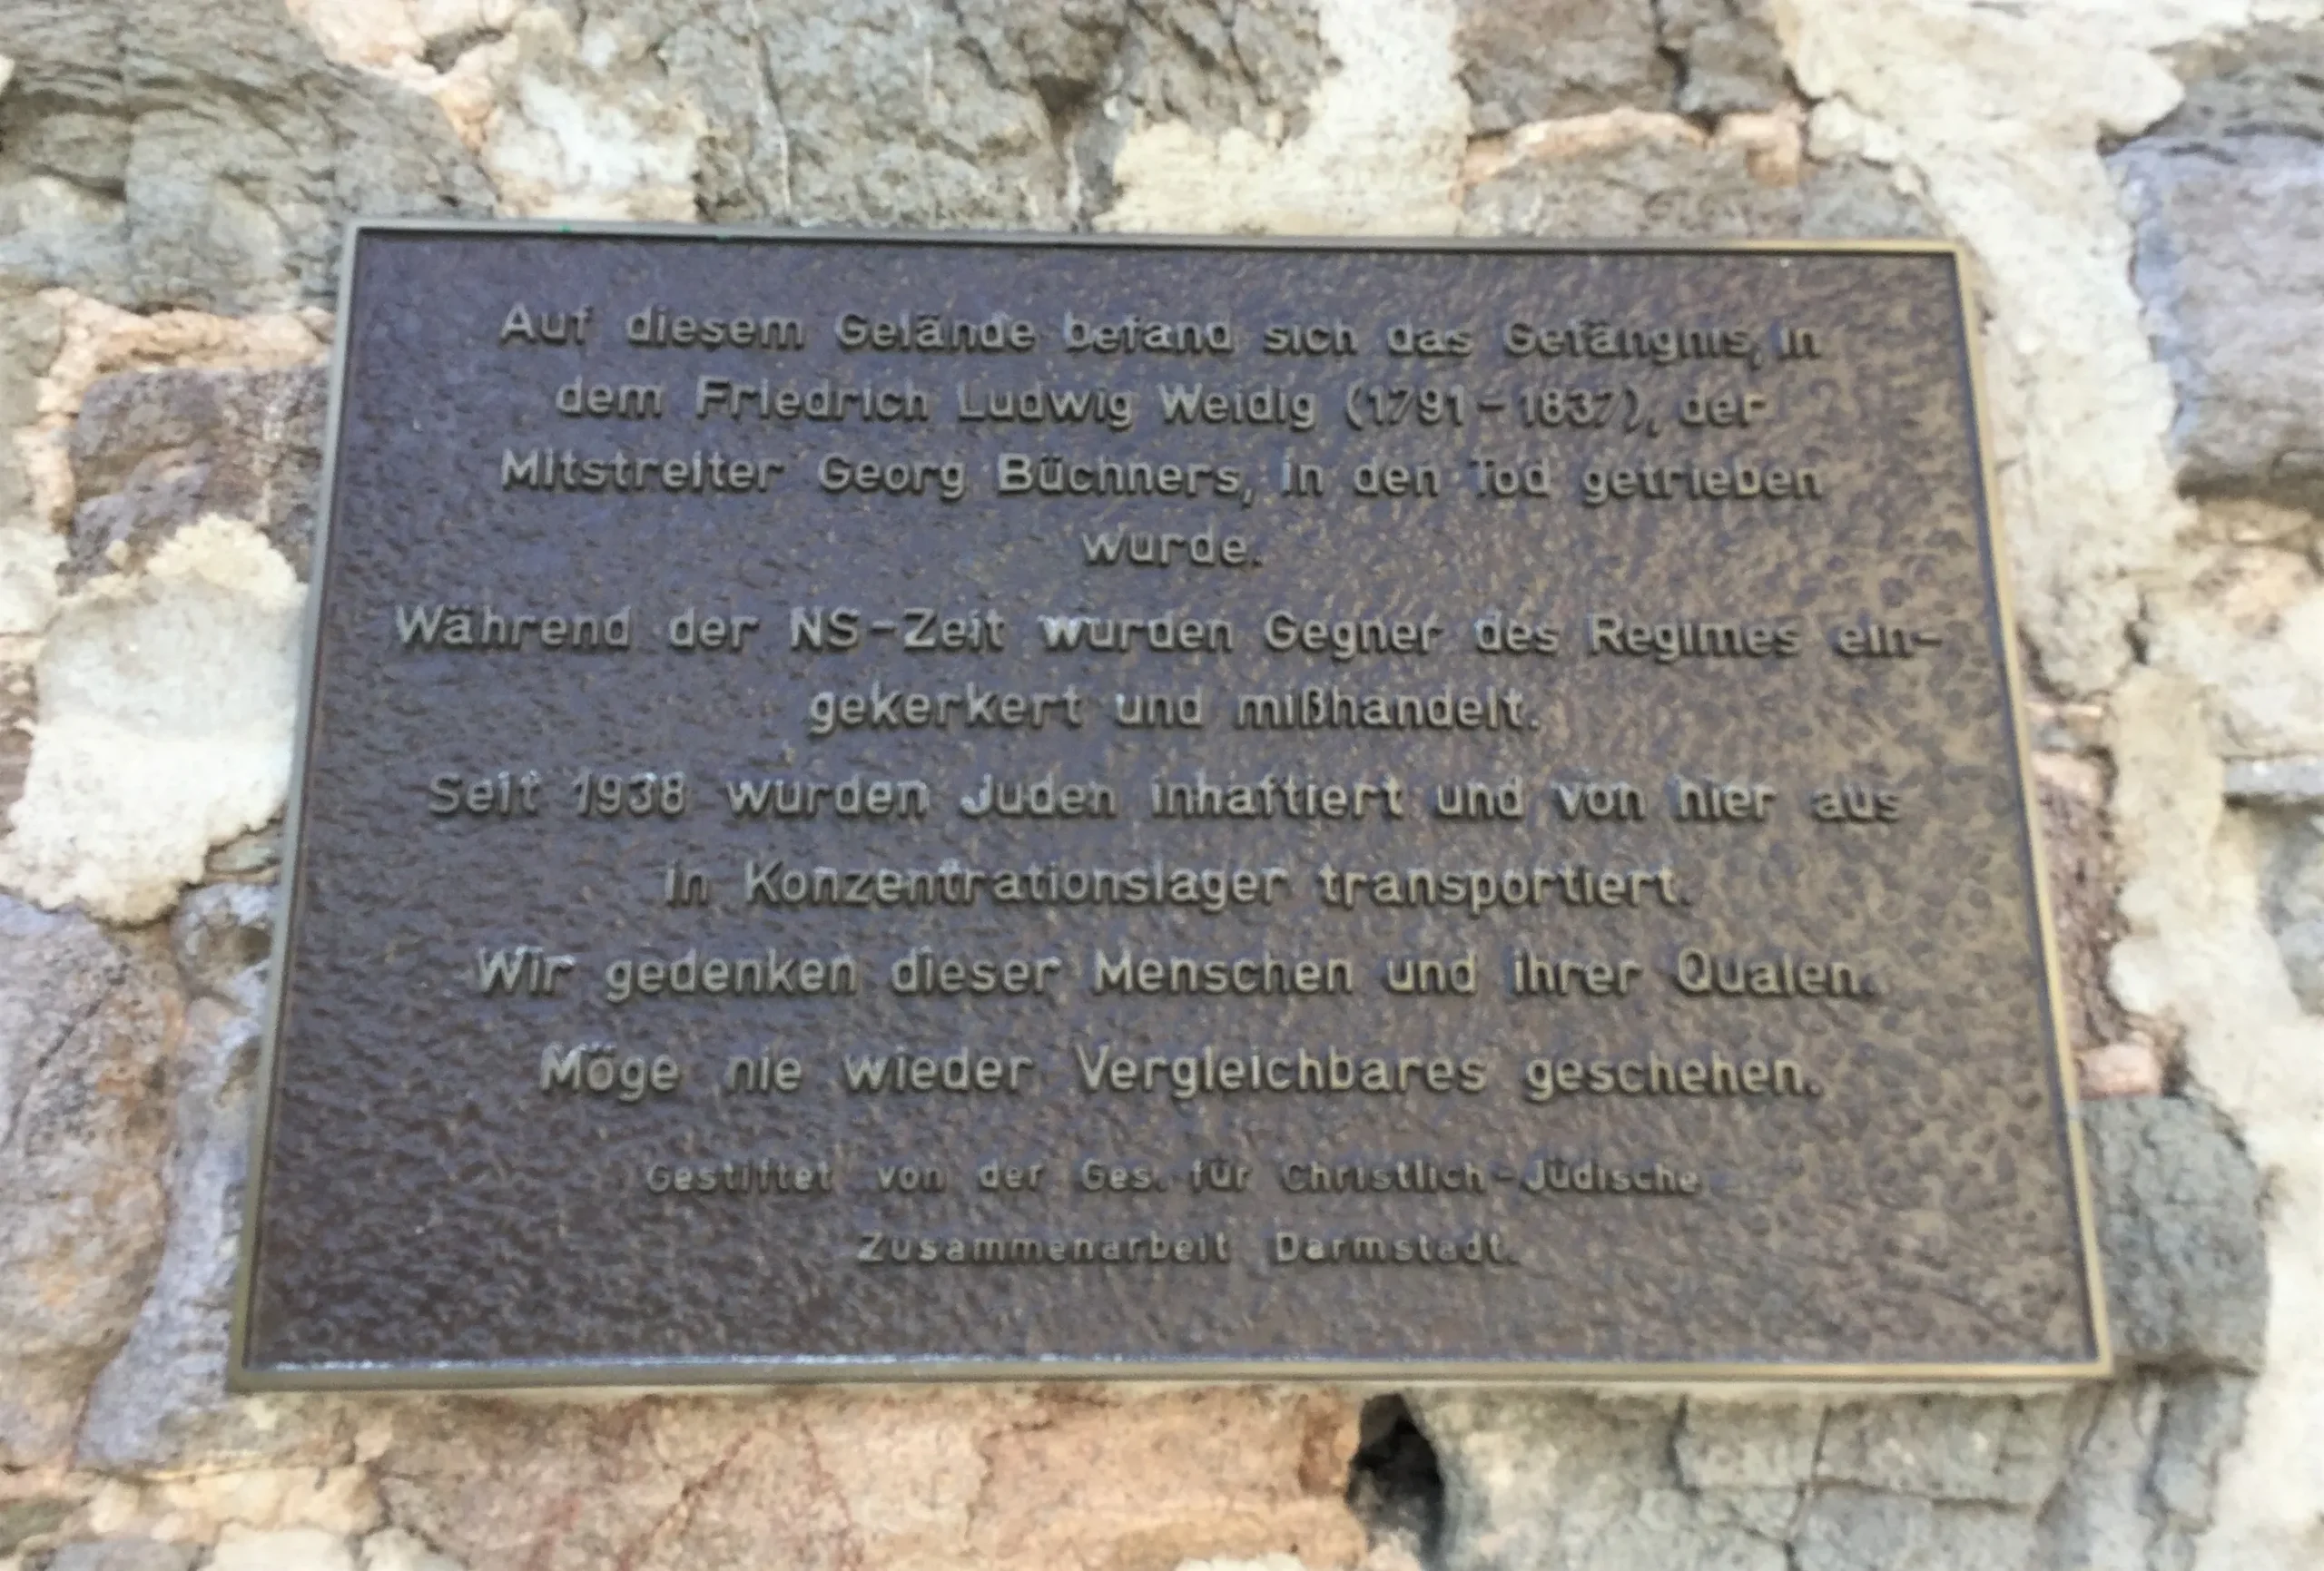 Auf diesem Gelände befand sich das Gefängnis, in
dem Friedrich Ludwig Weidig (1791-1837), der
Mitstreiter Georg Büchners, in den Tod getrieben
wurde.
Während der NS-Zeit wurden Gegner des Regimes ein-
gekerkert und mißhandelt.
Seit 1938 wurden Juden inhaftiert und von hier aus
in Konzentrationslager transportiert.
Wir gedenken dieser Menschen und ihrer Qualen.
Möge nie wieder Vergleichbares geschehen.
Gestiftet von der Ges. für Christlich-Jüdische
Zusammenarbeit Darmstadt.